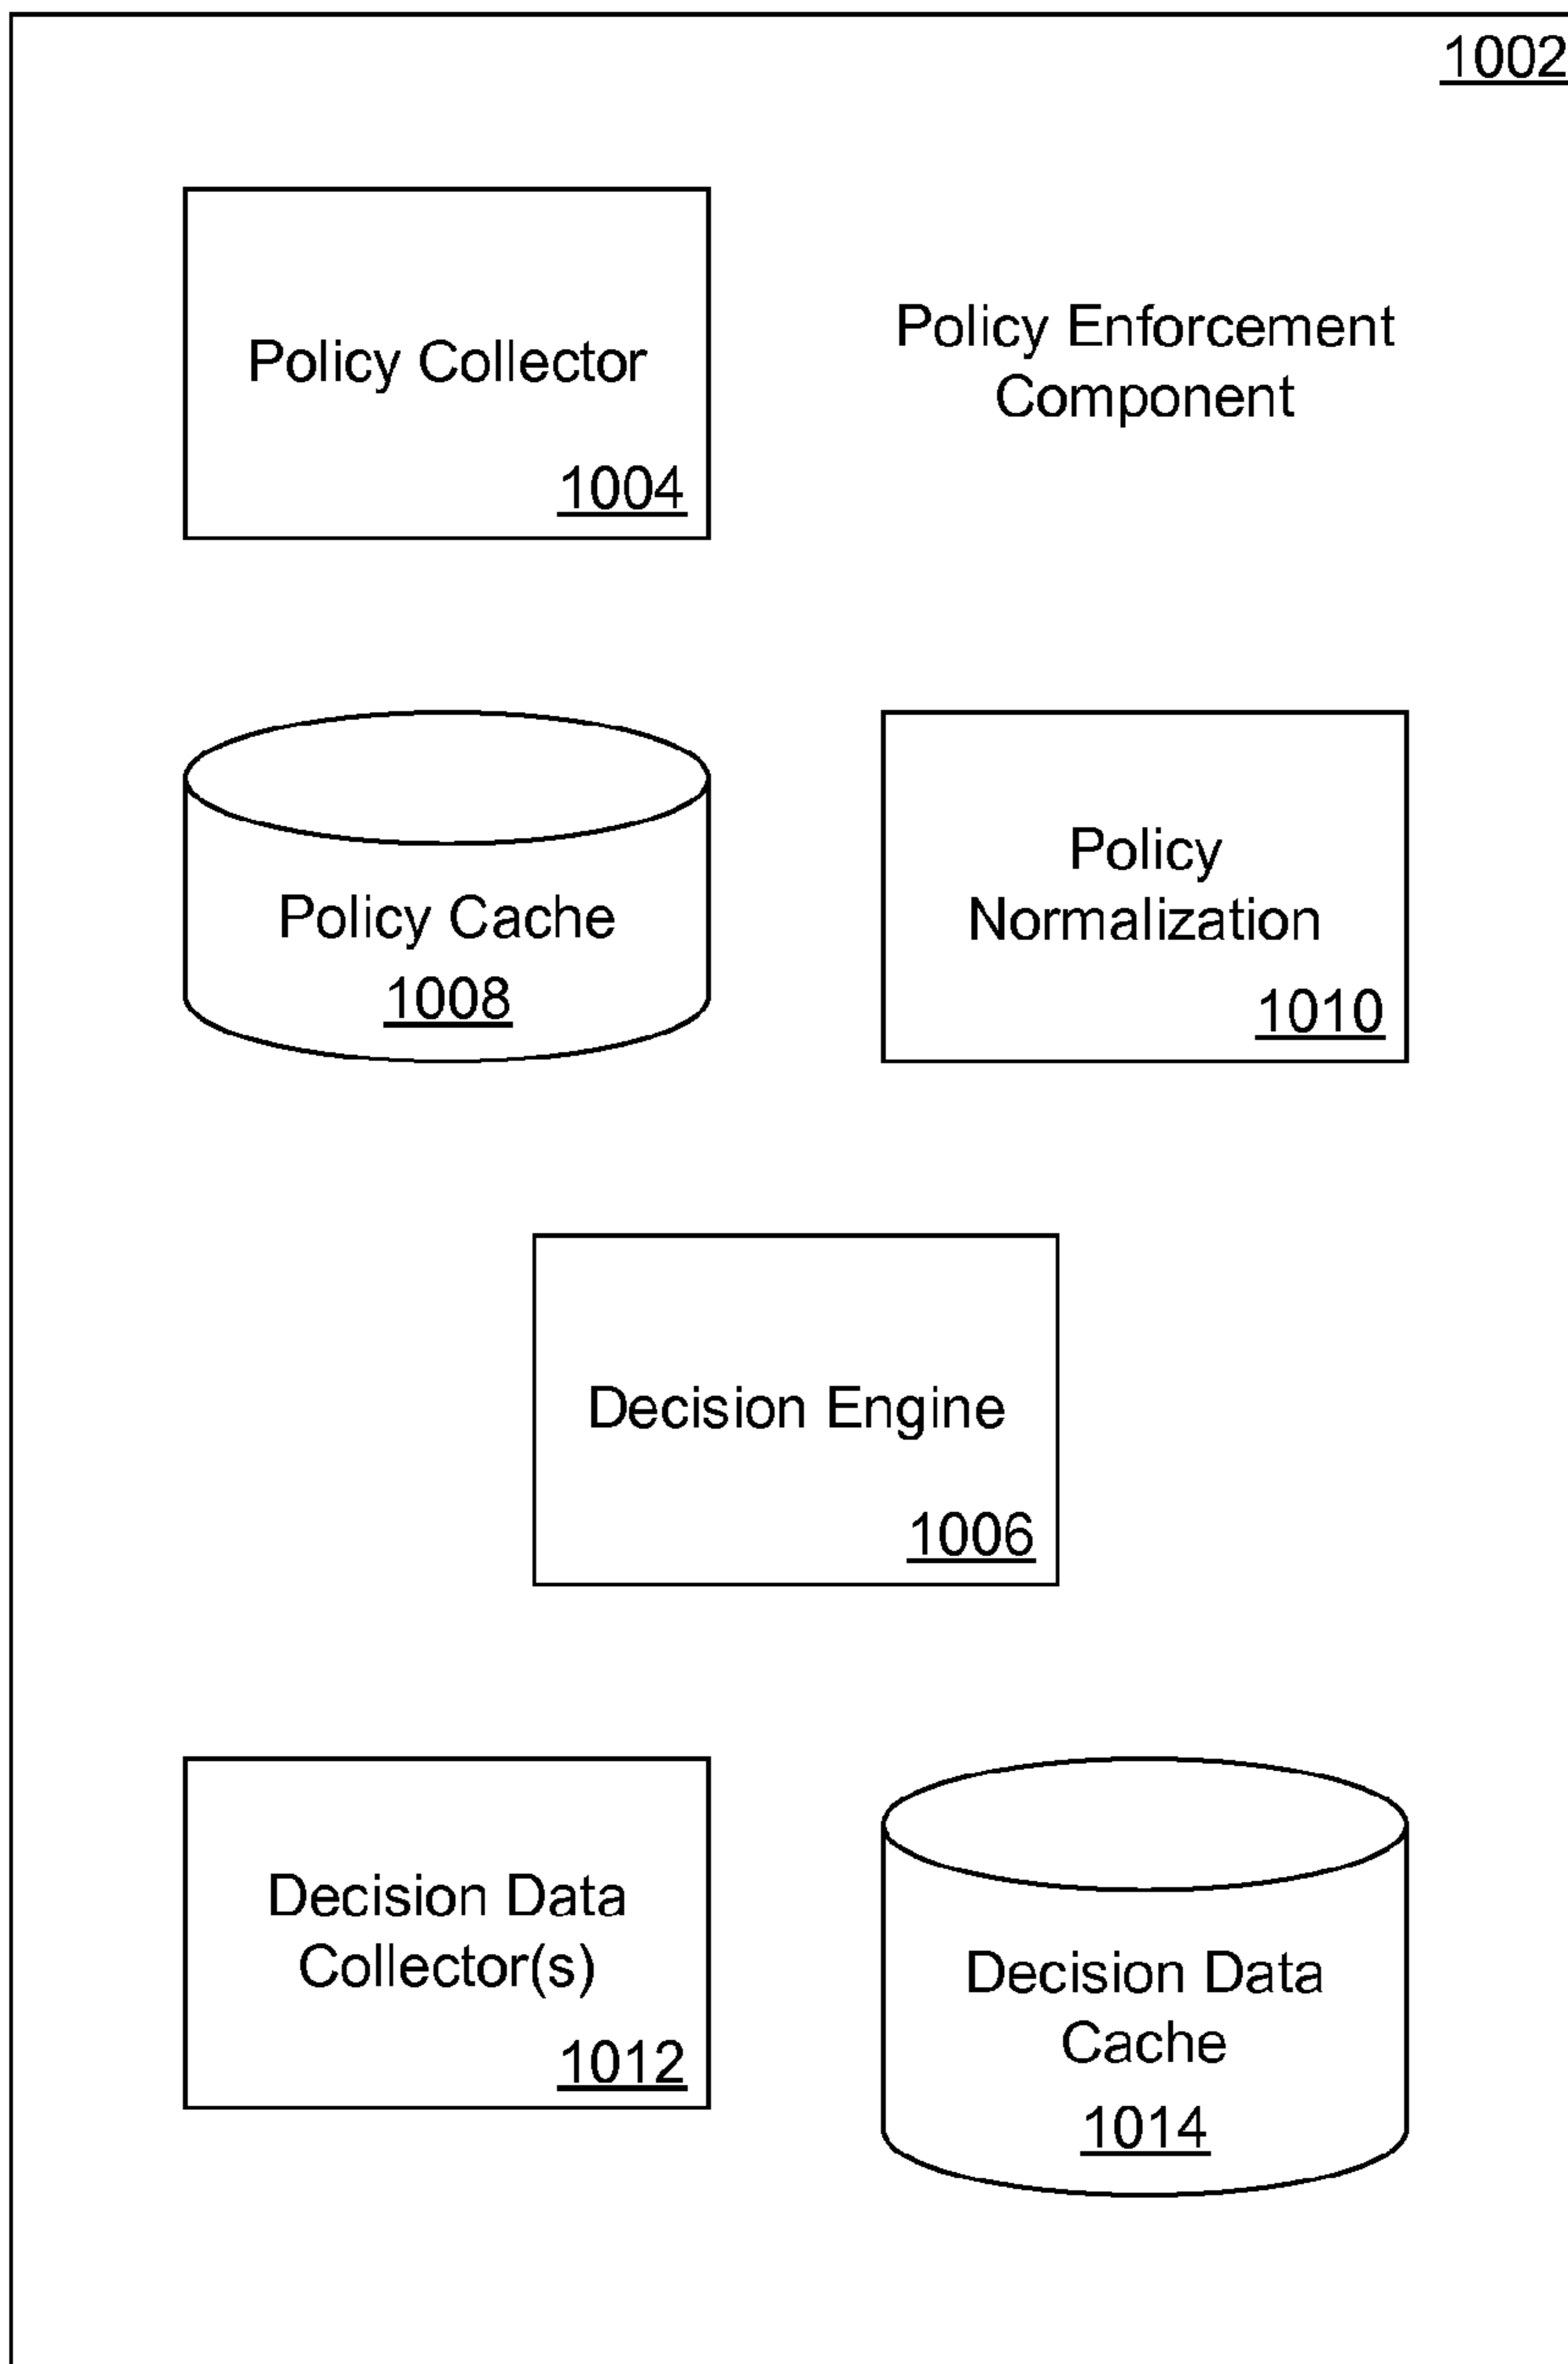 1002
Policy Collector
1004
Policy Enforcement
Component
Policy Cache
1008
Policy
Normalization
1010
Decision Engine
1006
Decision Data
Collector(s)
1012
Decision Data
Cache
1014